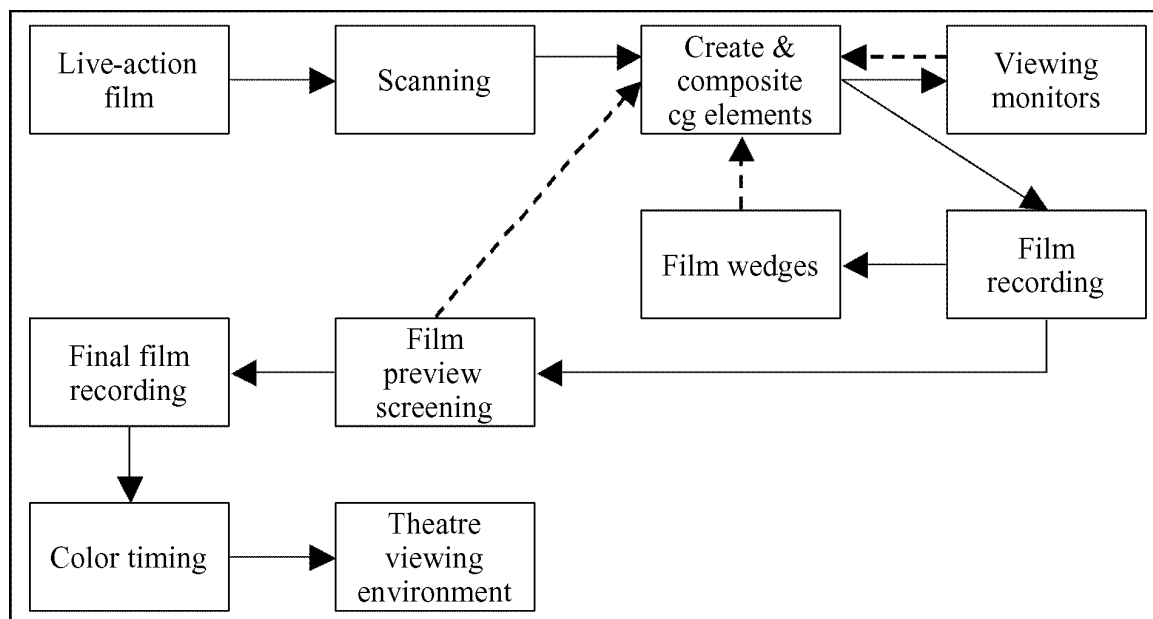 Live-action
film
Scanning
Create &
composite
cg elements
Viewing
monitors
Film wedges
Film
recording
Final film
recording
Film
preview
screening
Color timing
Theatre
viewing
environment